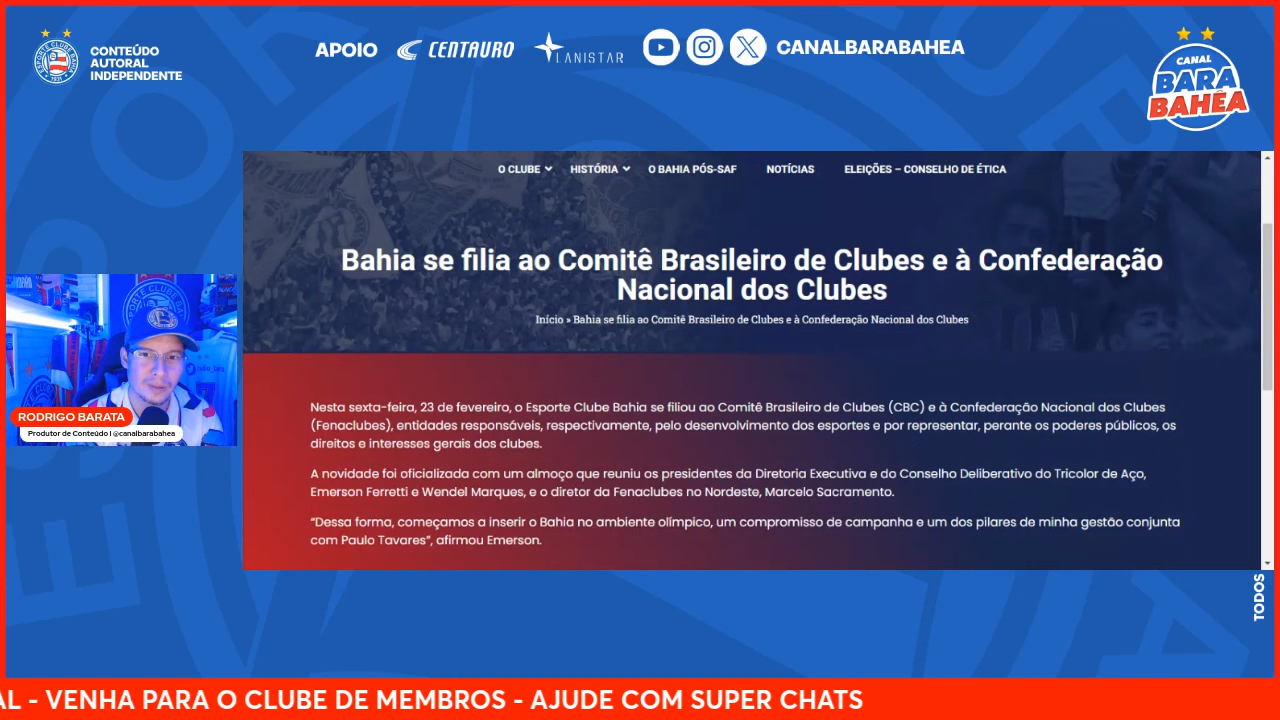 CONTEÚDO
AUTORAL
INDEPENDENTE
APOIO
CENTAURO
LANISTAR
CANALBARABAHEA
CANAL
BARA
BAHÊA
O CLUBE
HISTÓRIA
O BAHIA PÓS-SAF
NOTÍCIAS
ELEIÇÕES – CONSELHO DE ÉTICA
Bahia se filia ao Comitê Brasileiro de Clubes e à Confederação
Nacional dos Clubes
Início » Bahia se filia ao Comitê Brasileiro de Clubes e à Confederação Nacional dos Clubes
Nesta sexta-feira, 23 de fevereiro, o Esporte Clube Bahia se filiou ao Comitê Brasileiro de Clubes (CBC) e à Confederação Nacional dos Clubes
(Fenaclubes), entidades responsáveis, respectivamente, pelo desenvolvimento dos esportes e por representar, perante os poderes públicos, os
direitos e interesses gerais dos clubes.
A novidade foi oficializada com um almoço que reuniu os presidentes da Diretoria Executiva e do Conselho Deliberativo do Tricolor de Aço,
Emerson Ferretti e Wendel Marques, e o diretor da Fenaclubes no Nordeste, Marcelo Sacramento.
“Dessa forma, começamos a inserir o Bahia no ambiente olímpico, um compromisso de campanha e um dos pilares de minha gestão conjunta
com Paulo Tavares”, afirmou Emerson.
RODRIGO BARATA
Produtor de Conteúdo | @canalbarabahea
TODOS
AL - VENHA PARA O CLUBE DE MEMBROS - AJUDE COM SUPER CHATS